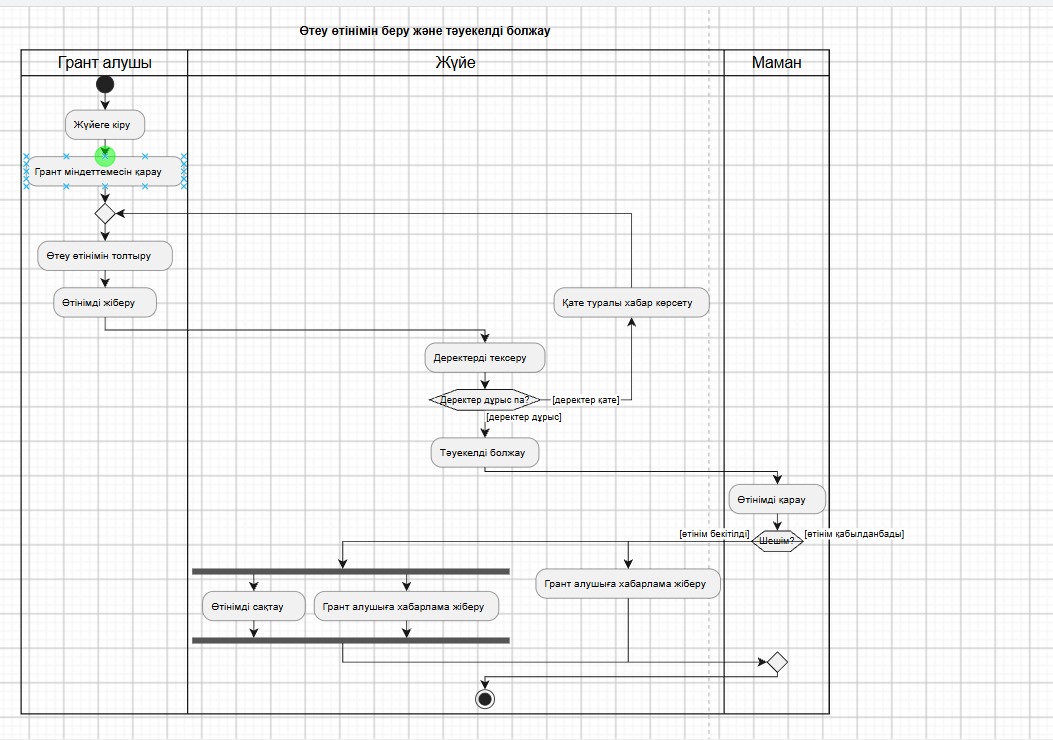 Өтеу өтінімін беру және тәуекелді болжау
Грант алушы
Жүйе
Маман
Жүйеге кіру
Грант міндеттемесін қарау
Өтеу өтінімін толтыру
Өтінімді жіберу
Қате туралы хабар көрсету
Деректерді тексеру
Деректер дұрыс па?
[деректер қате]
[деректер дұрыс]
Тәуекелді болжау
Өтінімді қарау
[өтінім бекітілді]
Шешім?
[өтінім қабылданбады]
Грант алушыға хабарлама жіберу
Өтінімді сақтау
Грант алушыға хабарлама жіберу